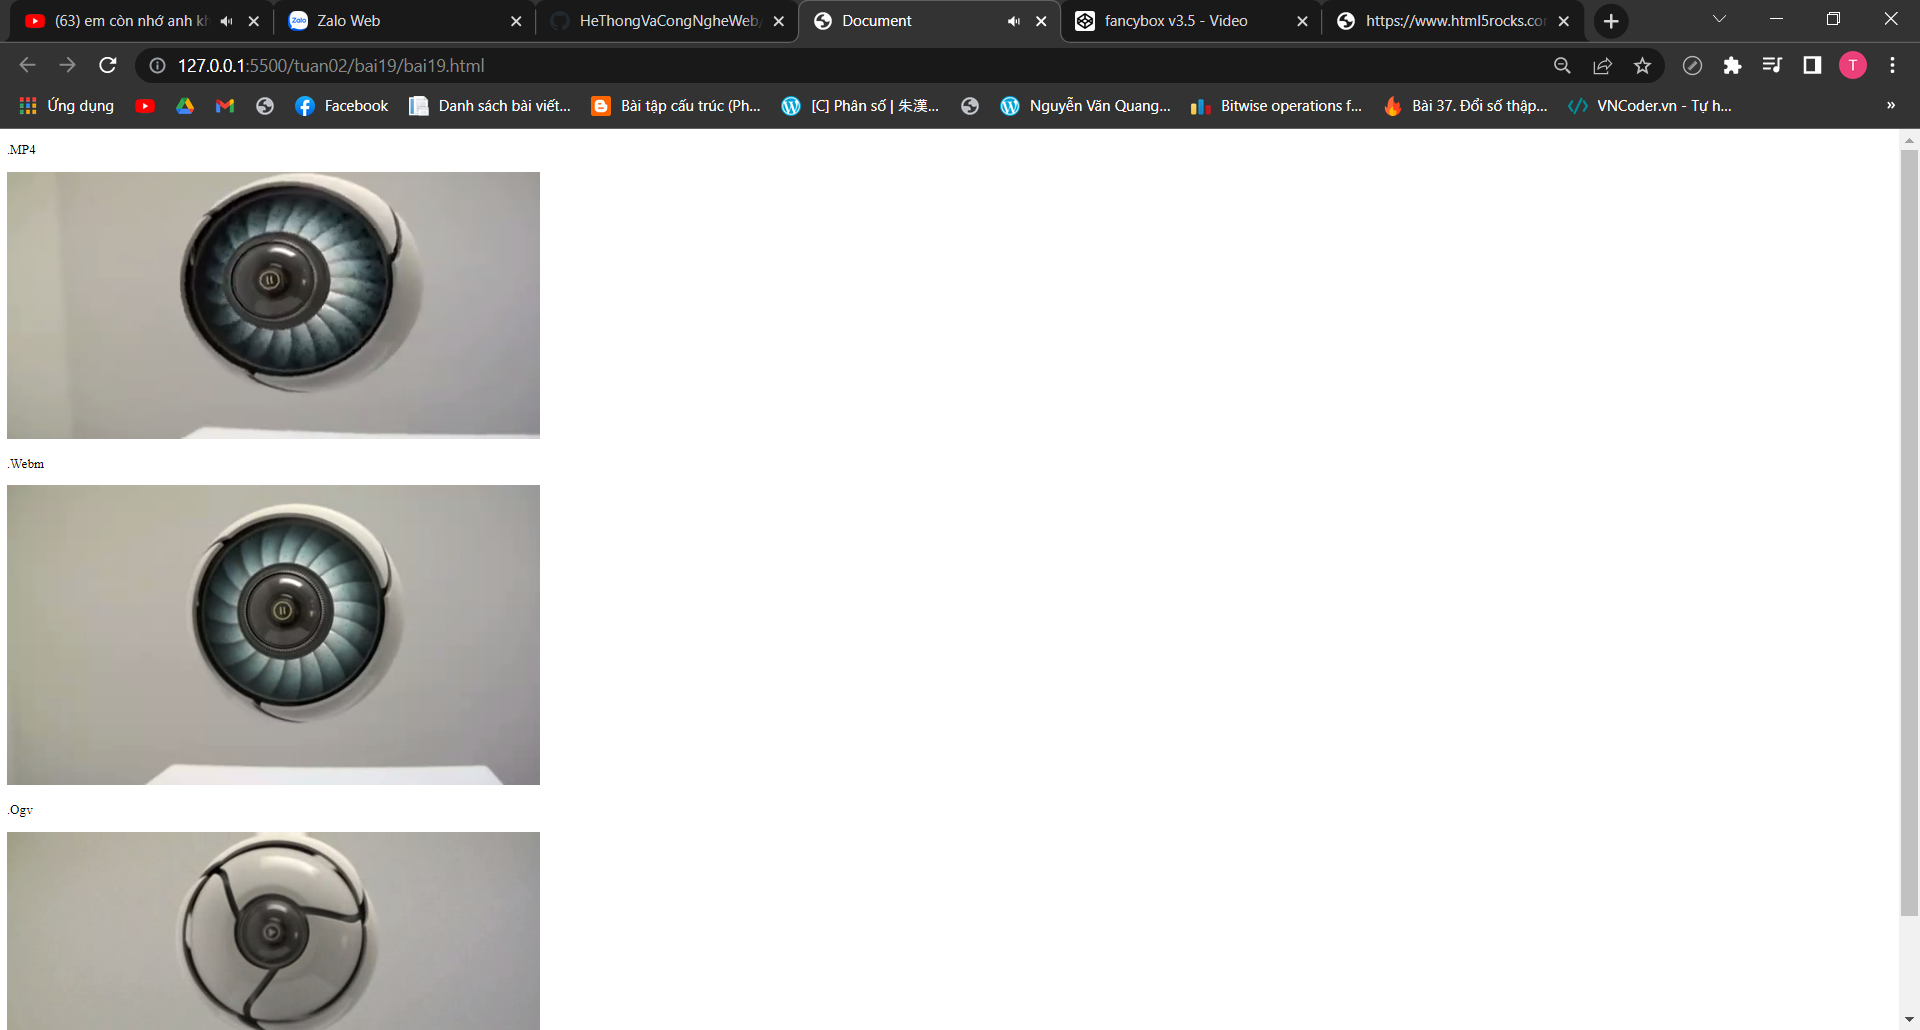 (63) em còn nhớ anh kh
Zalo Web
HeThongVaCongNgheWeb/
Document
fancybox v3.5 - Video
https://www.html5rocks.co
127.0.0.1:5500/tuan02/bai19/bai19.html
T
Ứng dụng
Facebook
Danh sách bài viết...
Bài tập cấu trúc (Ph...
[C] Phân số | 朱漢...
Nguyễn Văn Quang...
Bitwise operations f...
Bài 37. Đổi số thập...
VNCoder.vn - Tự h...
»
.MP4
.Webm
.Ogv